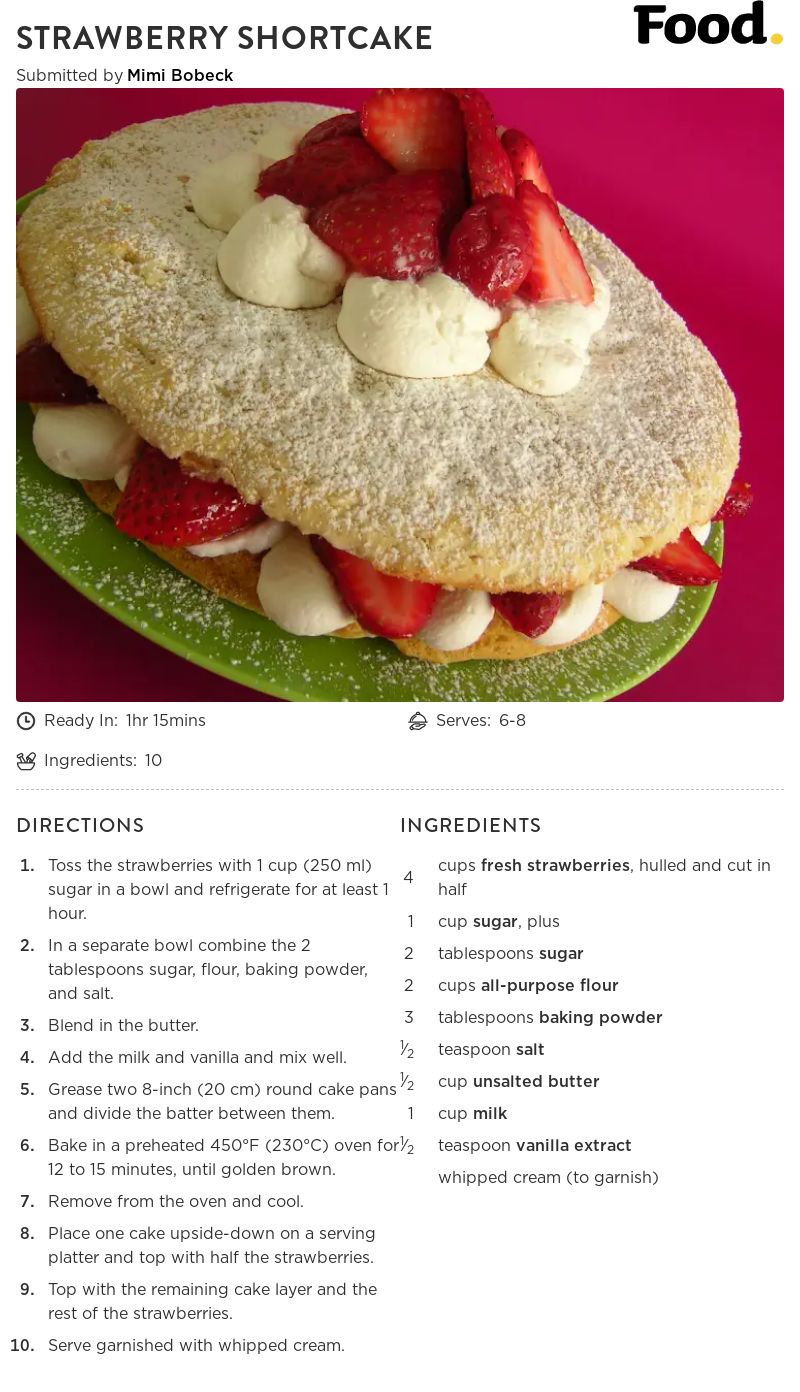 STRAWBERRY SHORTCAKE
Food.
Submitted by Mimi Bobeck
Ready In: 1hr 15mins
Serves: 6-8
Ingredients: 10
DIRECTIONS
1. Toss the strawberries with 1 cup (250 ml)
sugar in a bowl and refrigerate for at least 1
hour.
2. In a separate bowl combine the 2
tablespoons sugar, flour, baking powder,
and salt.
3. Blend in the butter.
4. Add the milk and vanilla and mix well.
5. Grease two 8-inch (20 cm) round cake pans
and divide the batter between them.
6. Bake in a preheated 450°F (230°C) oven for
12 to 15 minutes, until golden brown.
7. Remove from the oven and cool.
8. Place one cake upside-down on a serving
platter and top with half the strawberries.
9. Top with the remaining cake layer and the
rest of the strawberries.
10. Serve garnished with whipped cream.
INGREDIENTS
4 cups fresh strawberries, hulled and cut in
half
1 cup sugar, plus
2 tablespoons sugar
2 cups all-purpose flour
3 tablespoons baking powder
1⁄2 teaspoon salt
1⁄2 cup unsalted butter
1 cup milk
1⁄2 teaspoon vanilla extract
whipped cream (to garnish)